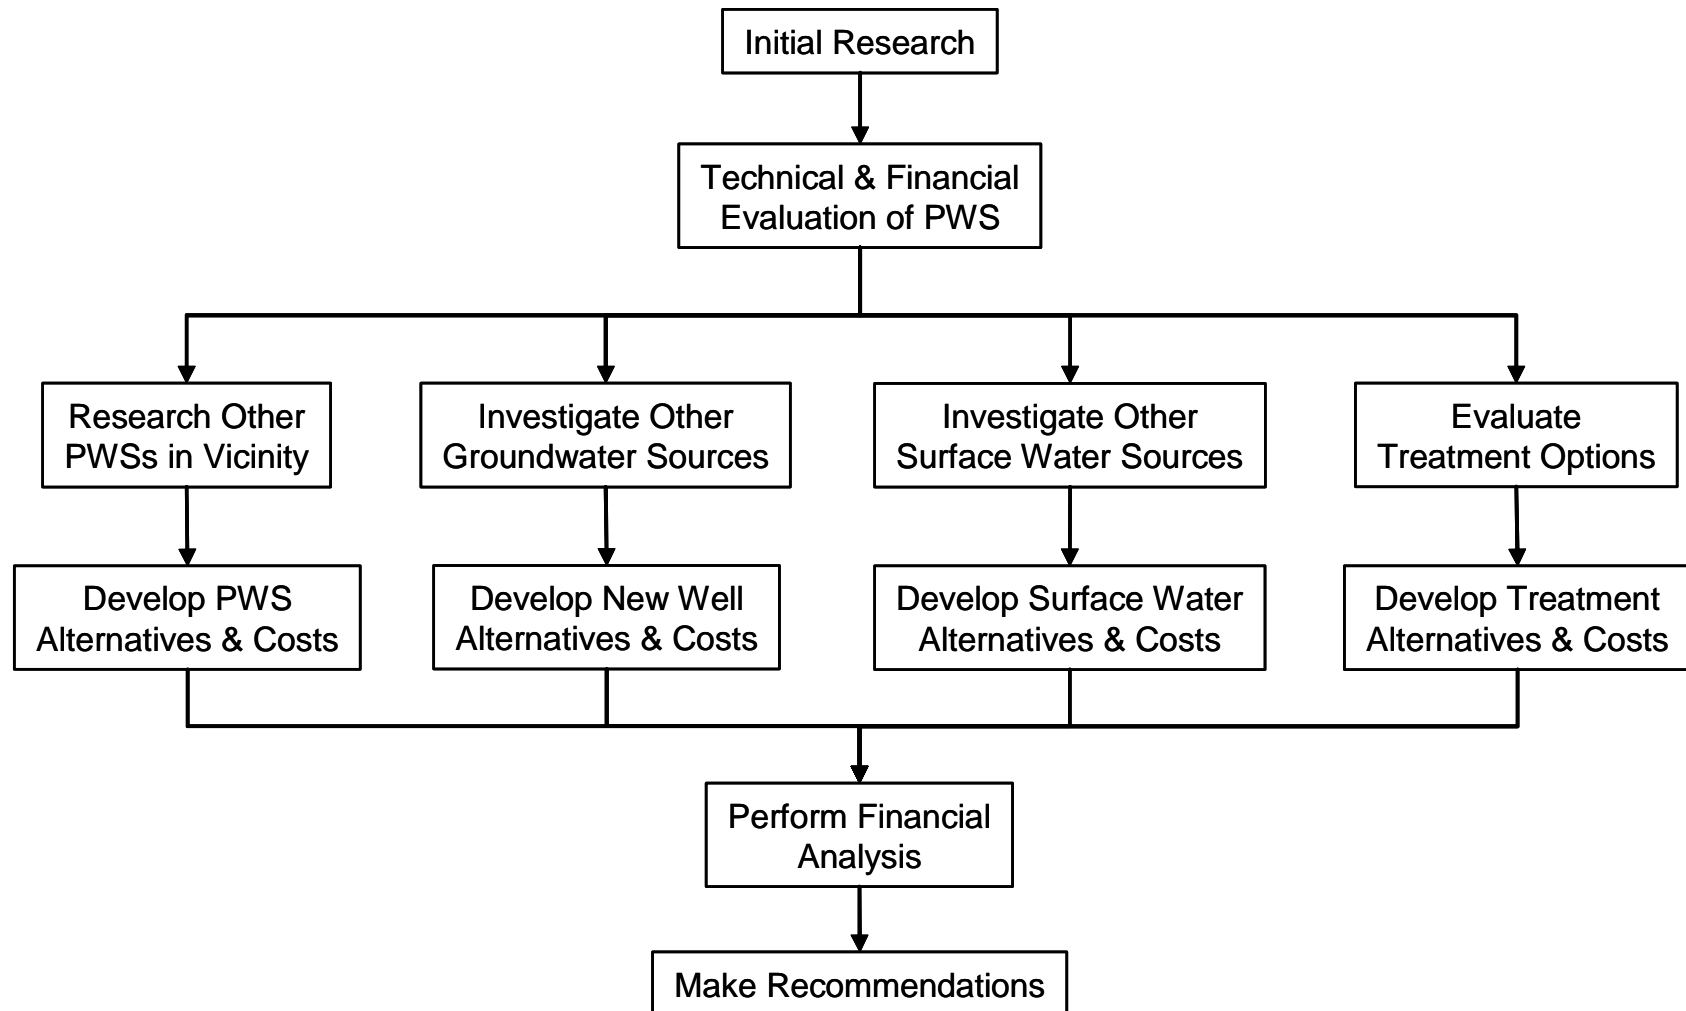 Initial Research
Technical & Financial
Evaluation of PWS
Research Other
PWSs in Vicinity
Investigate Other
Groundwater Sources
Investigate Other
Surface Water Sources
Evaluate
Treatment Options
Develop PWS
Alternatives & Costs
Develop New Well
Alternatives & Costs
Develop Surface Water
Alternatives & Costs
Develop Treatment
Alternatives & Costs
Perform Financial
Analysis
Make Recommendations